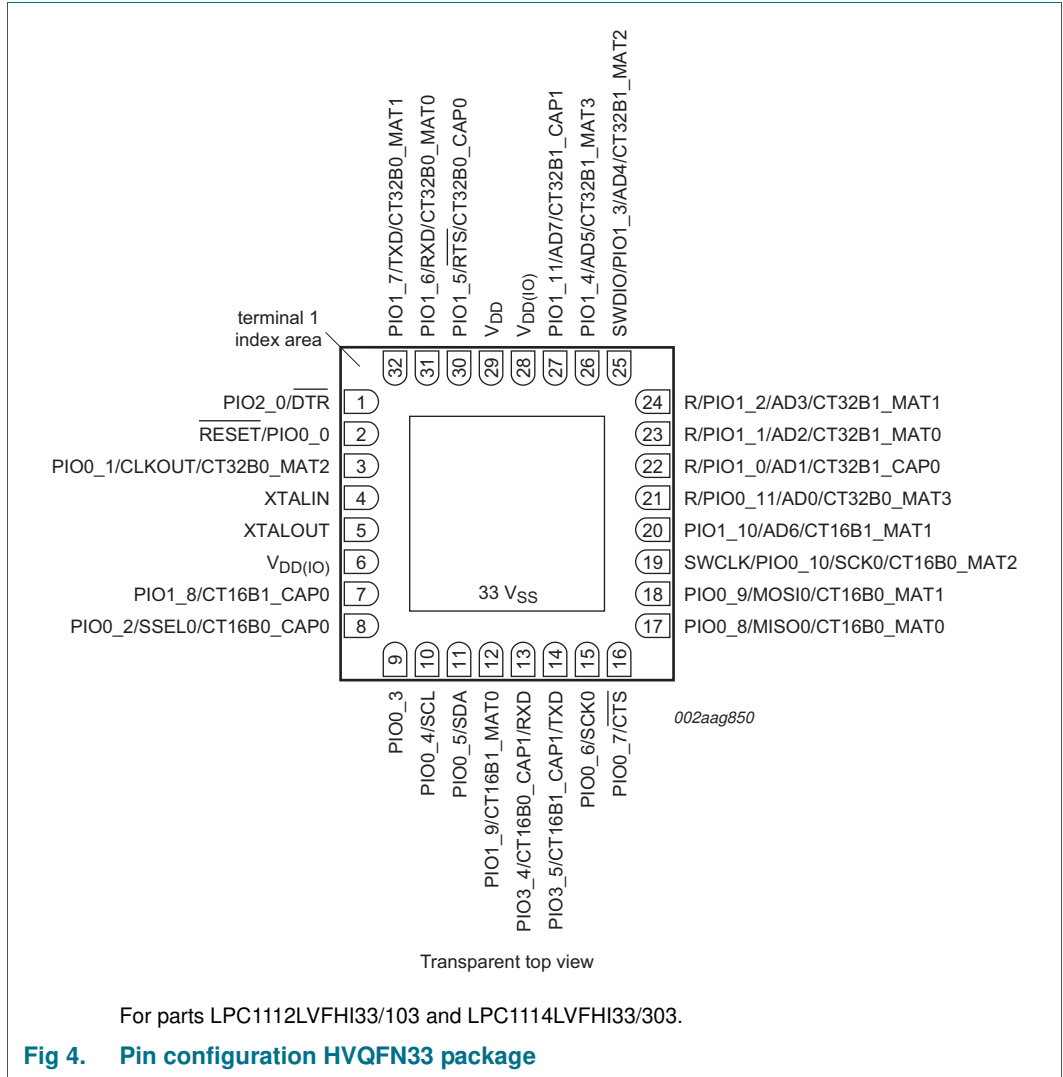 PIO1_7/TXD/CT32B0_MAT1
PIO1_6/RXD/CT32B0_MAT0
PIO1_5/RTS/CT32B0_CAP0
VDD
VDD(IO)
PIO1_11/AD7/CT32B1_CAP1
PIO1_4/AD5/CT32B1_MAT3
SWDIO/PIO1_3/AD4/CT32B1_MAT2
terminal 1
index area
32 31 30 29 28 27 26 25
PIO2_0/DTR 1
RESET/PIO0_0 2
PIO0_1/CLKOUT/CT32B0_MAT2 3
XTALIN 4
XTALOUT 5
VDD(IO) 6
PIO1_8/CT16B1_CAP0 7
PIO0_2/SSEL0/CT16B0_CAP0 8
24 R/PIO1_2/AD3/CT32B1_MAT1
23 R/PIO1_1/AD2/CT32B1_MAT0
22 R/PIO1_0/AD1/CT32B1_CAP0
21 R/PIO0_11/AD0/CT32B0_MAT3
20 PIO1_10/AD6/CT16B1_MAT1
19 SWCLK/PIO0_10/SCK0/CT16B0_MAT2
18 PIO0_9/MOSI0/CT16B0_MAT1
17 PIO0_8/MISO0/CT16B0_MAT0
33 VSS
9 10 11 12 13 14 15 16
PIO0_3
PIO0_4/SCL
PIO0_5/SDA
PIO1_9/CT16B1_MAT0
PIO3_4/CT16B0_CAP1/RXD
PIO3_5/CT16B1_CAP1/TXD
PIO0_6/SCK0
PIO0_7/CTS
002aag850
Transparent top view
For parts LPC1112LVFHI33/103 and LPC1114LVFHI33/303.
Fig 4. Pin configuration HVQFN33 package